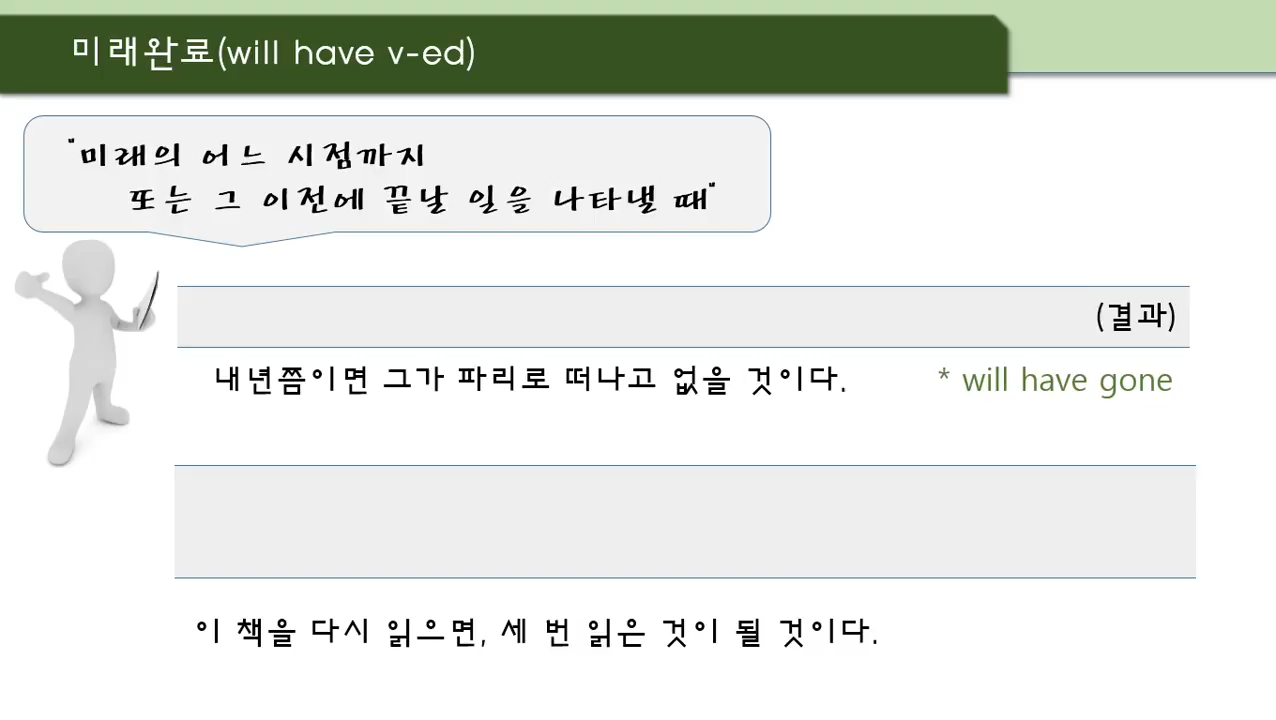 미래완료(will have v-ed)
"미래의 어느 시점까지
또는 그 이전에 끝날 일을 나타낼 때"
(결과)
내년쯤이면 그가 파리로 떠나고 없을 것이다. * will have gone
이 책을 다시 읽으면, 세 번 읽은 것이 될 것이다.